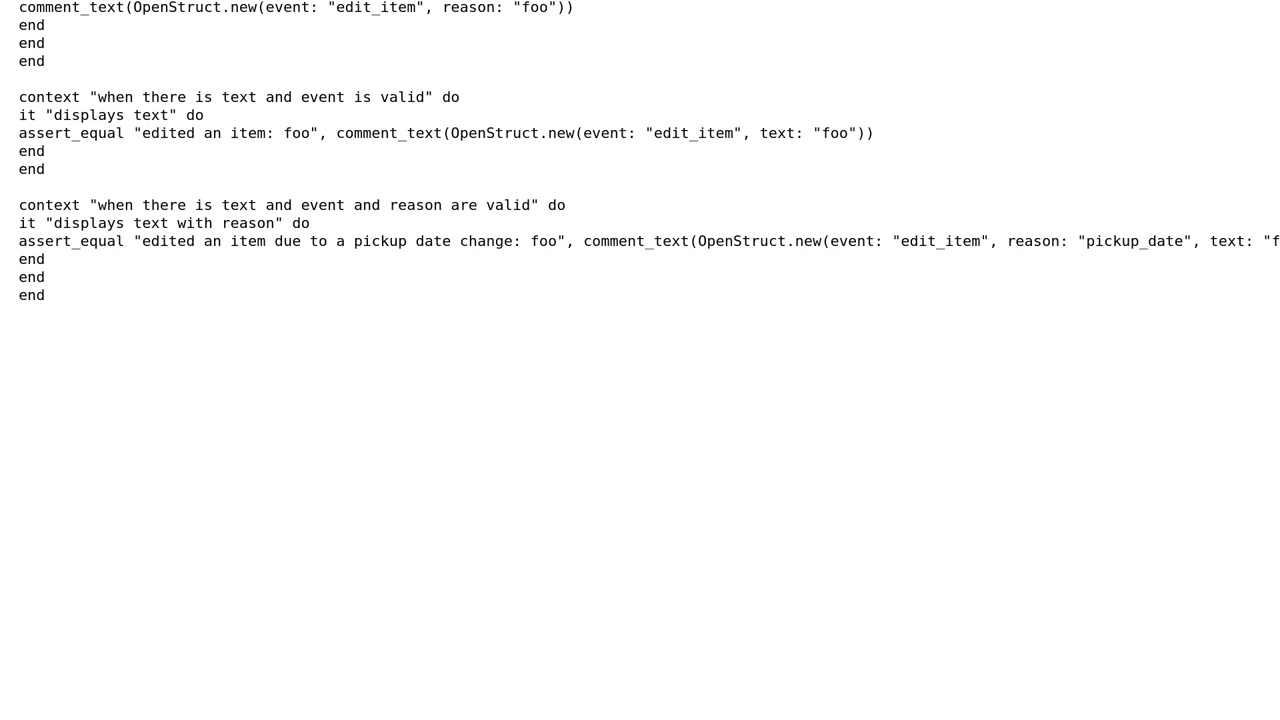 comment_text(OpenStruct.new(event: "edit_item", reason: "foo"))
end
end
end
context "when there is text and event is valid" do
it "displays text" do
assert_equal "edited an item: foo", comment_text(OpenStruct.new(event: "edit_item", text: "foo"))
end
end
context "when there is text and event and reason are valid" do
it "displays text with reason" do
assert_equal "edited an item due to a pickup date change: foo", comment_text(OpenStruct.new(event: "edit_item", reason: "pickup_date", text: "f
end
end
end